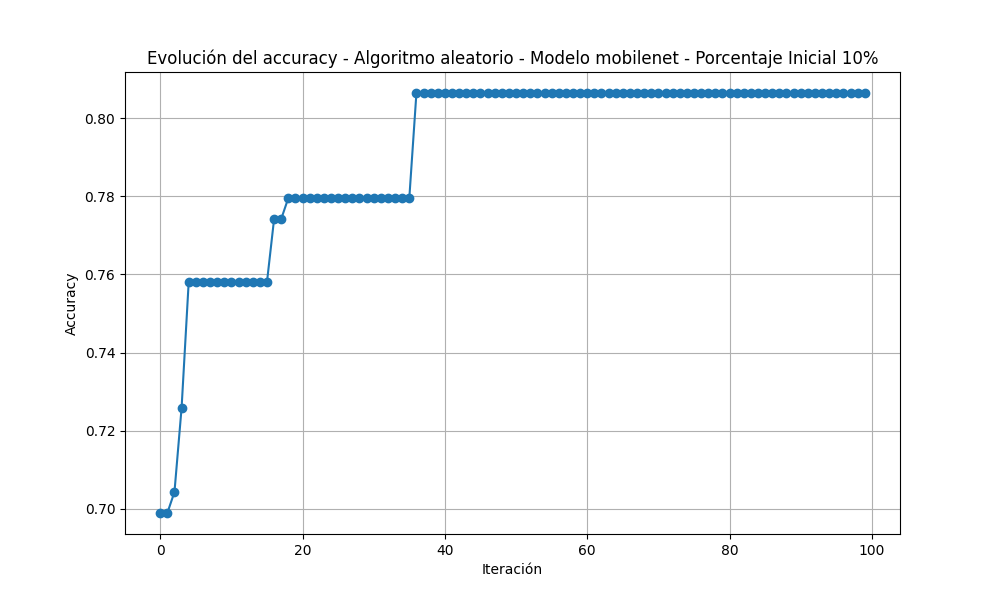 Evolución del accuracy - Algoritmo aleatorio - Modelo mobilenet - Porcentaje Inicial 10%
Accuracy
0.80
0.78
0.76
0.74
0.72
0.70
0 20 40 60 80 100
Iteración